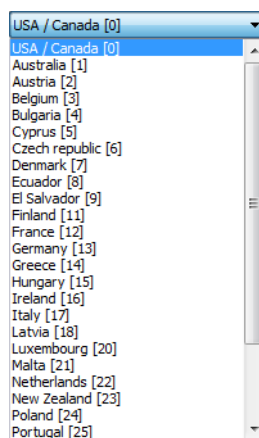 USA / Canada [0]
USA / Canada [0]
Australia [1]
Austria [2]
Belgium [3]
Bulgaria [4]
Cyprus [5]
Czech republic [6]
Denmark [7]
Ecuador [8]
El Salvador [9]
Finland [11]
France [12]
Germany [13]
Greece [14]
Hungary [15]
Ireland [16]
Italy [17]
Latvia [18]
Luxembourg [20]
Malta [21]
Netherlands [22]
New Zealand [23]
Poland [24]
Portugal [25]